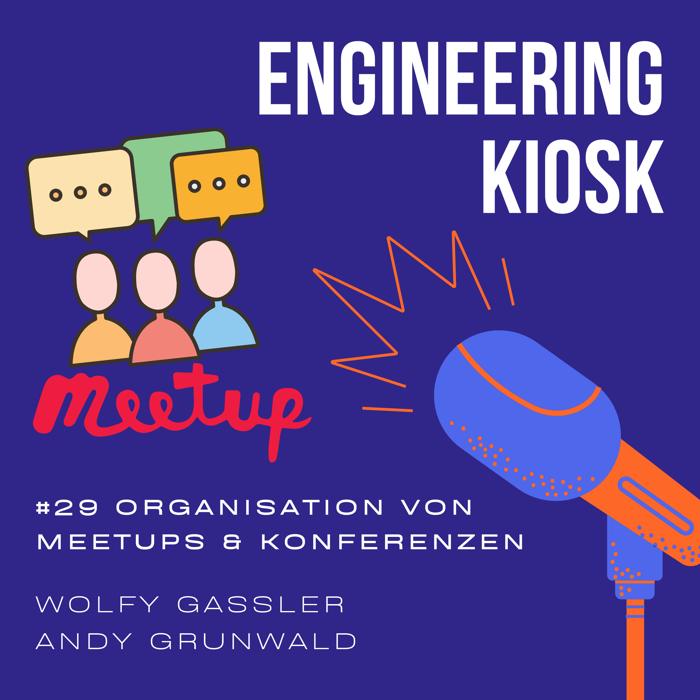 ENGINEERING
KIOSK
meetup
#29 ORGANISATION VON
MEETUPS & KONFERENZEN
WOLFY GASSLER
ANDY GRUNWALD